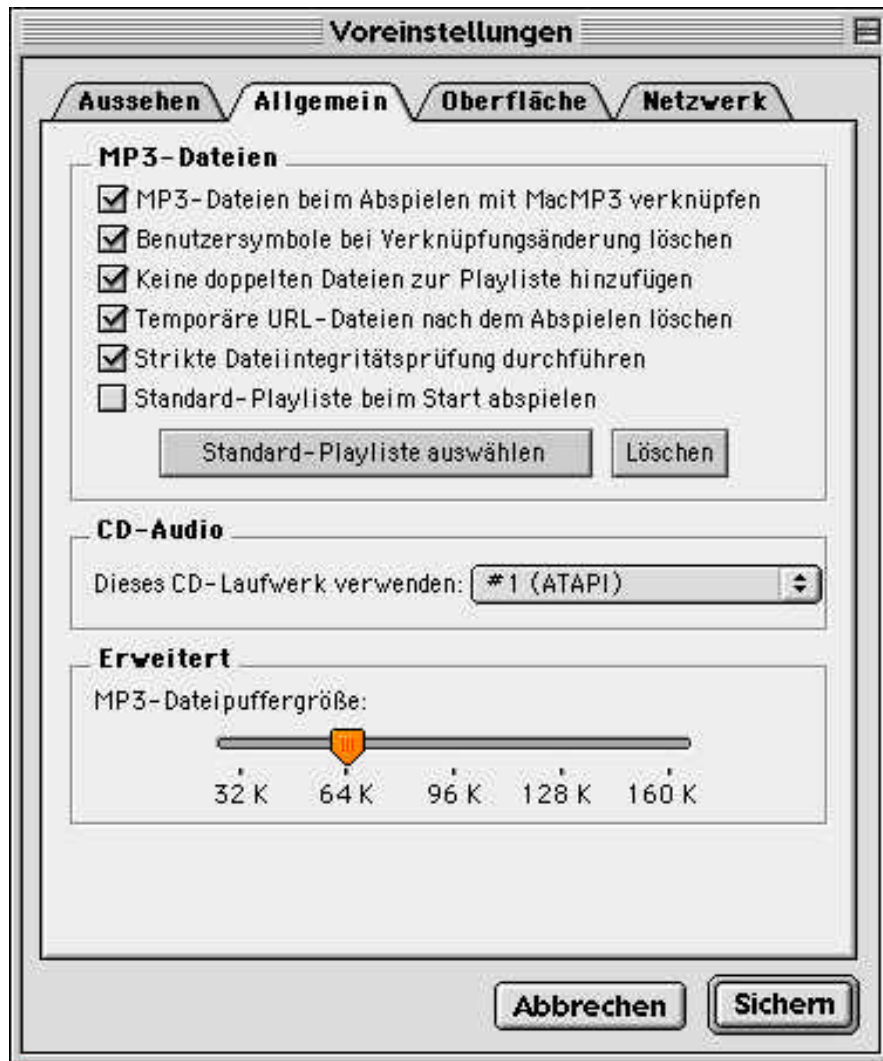 Voreinstellungen
Aussehen Allgemein Oberfläche Netzwerk
MP3-Dateien
MP3-Dateien beim Abspielen mit MacMP3 verknüpfen
Benutzersymbole bei Verknüpfungsänderung löschen
Keine doppelten Dateien zur Playliste hinzufügen
Temporäre URL-Dateien nach dem Abspielen löschen
Strikte Dateiintegritätsprüfung durchführen
Standard-Playliste beim Start abspielen
Standard-Playliste auswählen Löschen
CD-Audio
Dieses CD-Laufwerk verwenden: #1 (ATAPI)
Erweitert
MP3-Dateipuffergröße:
32 K 64 K 96 K 128 K 160 K
Abbrechen Sichern